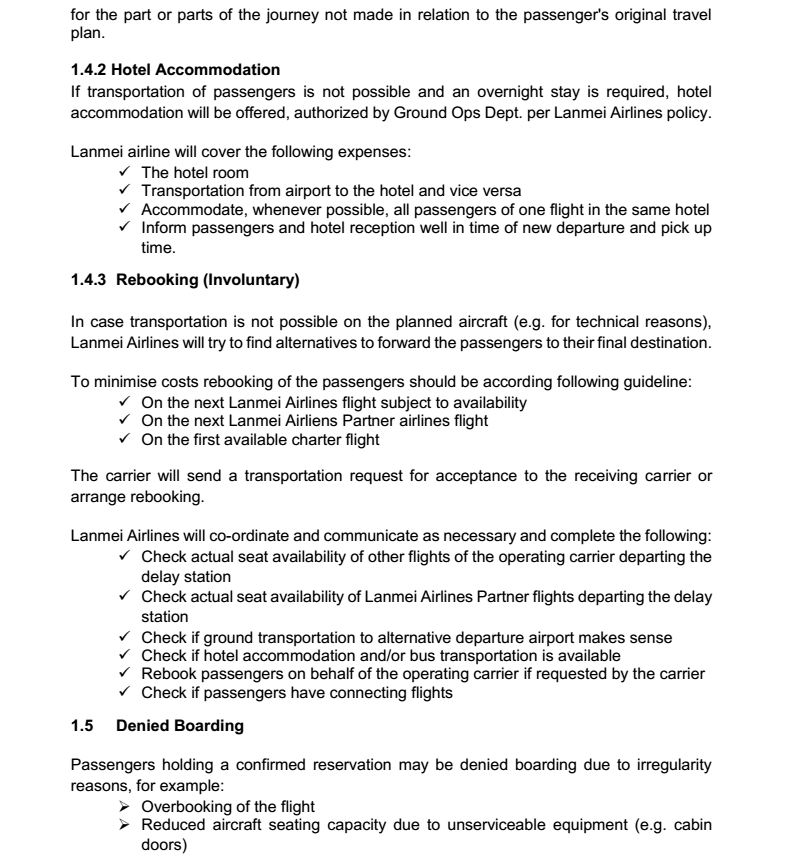 for the part or parts of the journey not made in relation to the passenger's original travel
plan.
1.4.2 Hotel Accommodation
If transportation of passengers is not possible and an overnight stay is required, hotel
accommodation will be offered, authorized by Ground Ops Dept. per Lanmei Airlines policy.
Lanmei airline will cover the following expenses:
✓ The hotel room
✓ Transportation from airport to the hotel and vice versa
✓ Accommodate, whenever possible, all passengers of one flight in the same hotel
✓ Inform passengers and hotel reception well in time of new departure and pick up
time.
1.4.3 Rebooking (Involuntary)
In case transportation is not possible on the planned aircraft (e.g. for technical reasons),
Lanmei Airlines will try to find alternatives to forward the passengers to their final destination.
To minimise costs rebooking of the passengers should be according following guideline:
✓ On the next Lanmei Airlines flight subject to availability
✓ On the next Lanmei Airliens Partner airlines flight
✓ On the first available charter flight
The carrier will send a transportation request for acceptance to the receiving carrier or
arrange rebooking.
Lanmei Airlines will co-ordinate and communicate as necessary and complete the following:
✓ Check actual seat availability of other flights of the operating carrier departing the
delay station
✓ Check actual seat availability of Lanmei Airlines Partner flights departing the delay
station
✓ Check if ground transportation to alternative departure airport makes sense
✓ Check if hotel accommodation and/or bus transportation is available
✓ Rebook passengers on behalf of the operating carrier if requested by the carrier
✓ Check if passengers have connecting flights
1.5 Denied Boarding
Passengers holding a confirmed reservation may be denied boarding due to irregularity
reasons, for example:
➢ Overbooking of the flight
➢ Reduced aircraft seating capacity due to unserviceable equipment (e.g. cabin
doors)